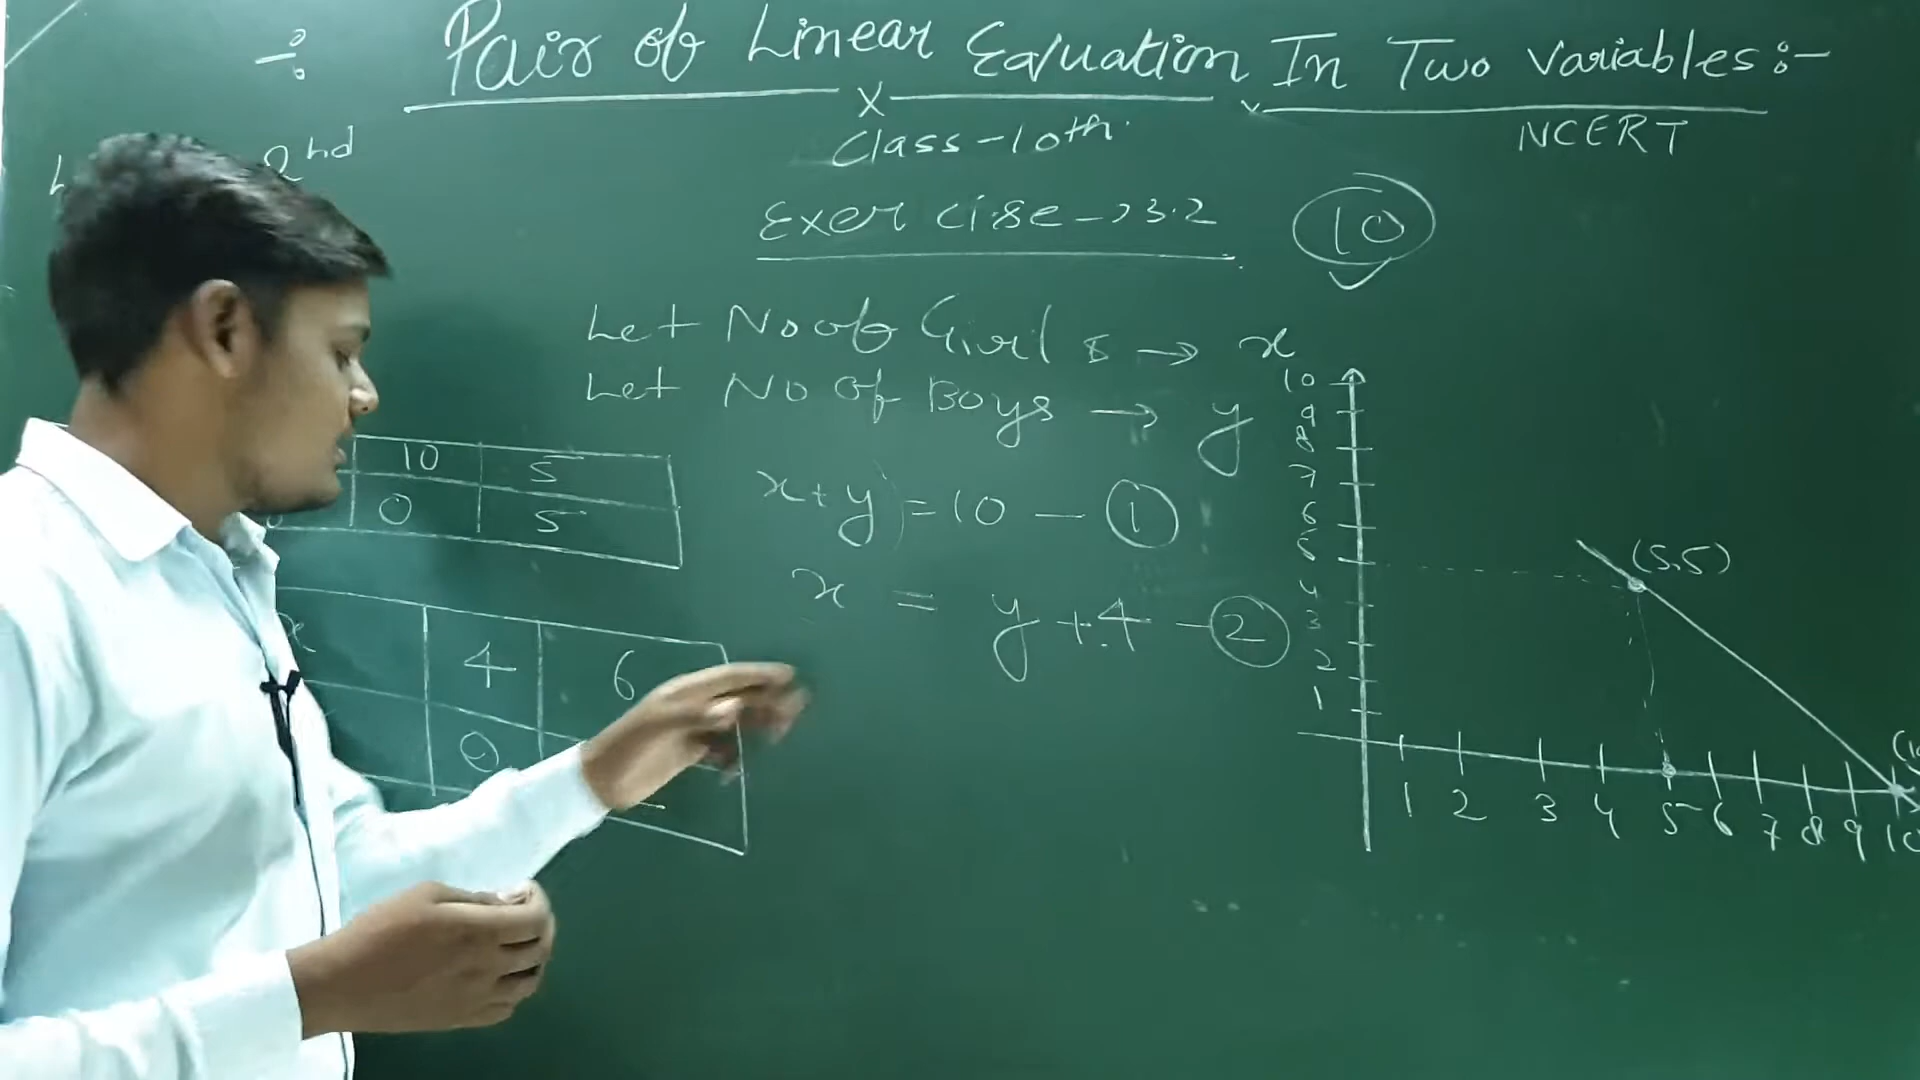 Pair of Linear Equation In Two Variables :-
Class-10th
NCERT
2nd
Exercise → 3.2
10
Let No of Girls → x
Let No of Boys → y
x+y = 10 — 1
x = y + 4 — 2
10 5
0 5
x 4 6
0
10
9
8
7
6
5
4
3
2
1
(5,5)
1 2 3 4 5 6 7 8 9 10